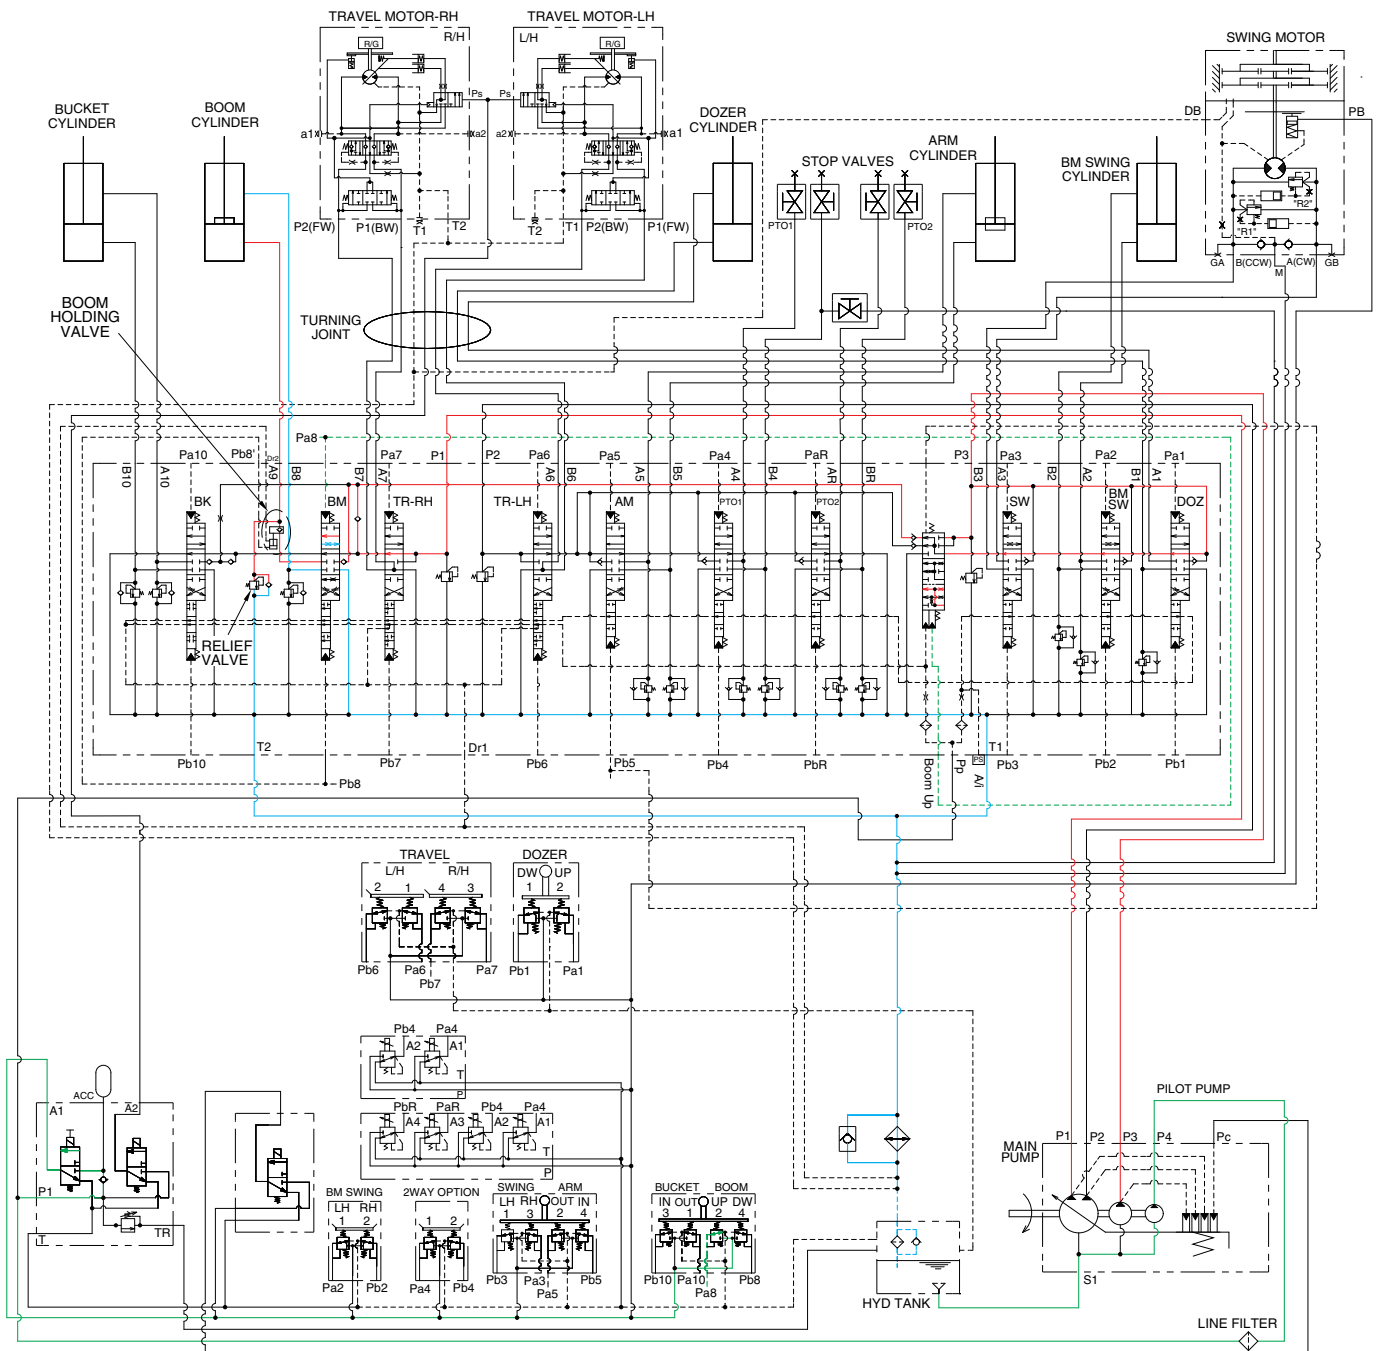 TRAVEL MOTOR-RH
TRAVEL MOTOR-LH
SWING MOTOR
R/H
L/H
R/G
R/G
BUCKET
CYLINDER
BOOM
CYLINDER
Ps
Ps
DOZER
CYLINDER
DB
PB
a1
a2
a2
a1
STOP VALVES
ARM
CYLINDER
BM SWING
CYLINDER
PTO1
PTO2
"R2"
"R1"
P2(FW)
P1(BW)
T1
T2
T2
T1
P2(BW)
P1(FW)
GA
B(CCW)
M
A(CW)
GB
BOOM
HOLDING
VALVE
TURNING
JOINT
Pa10
Pb8'
Dr2
Pa8
Pa7
P1
P2
Pa6
Pa5
Pa4
PaR
P3
Pa3
Pa2
Pa1
B10
A10
A9
B8
B7
A7
A6
B6
A5
B5
A4
B4
AR
BR
B3
A3
B2
A2
B1
A1
BK
BM
TR-RH
TR-LH
AM
PTO1
PTO2
SW
BM
SW
DOZ
RELIEF
VALVE
T2
Dr1
T1
Pb10
Pb8
Pb7
Pb6
Pb5
Pb4
PbR
Boom Up
Pp
PS
A/i
Pb3
Pb2
Pb1
TRAVEL
L/H
R/H
2
1
4
3
DOZER
DW
UP
1
2
Pb6
Pa6
Pb7
Pa7
Pb1
Pa1
Pb4
Pa4
A2
A1
T
P
PbR
PaR
Pb4
Pa4
A4
A3
A2
A1
T
P
ACC
A1
A2
P1
T
TR
BM SWING
LH
RH
1
2
Pa2
Pb2
2WAY OPTION
1
2
Pa4
Pb4
SWING
ARM
LH
RH
OUT
IN
1
3
2
4
Pb3
Pa3
Pa5
Pb5
BUCKET
BOOM
IN
OUT
UP
DW
3
1
2
4
Pb10
Pa10
Pa8
Pb8
HYD TANK
PILOT PUMP
MAIN
PUMP
P1
P2
P3
P4
Pc
S1
LINE FILTER